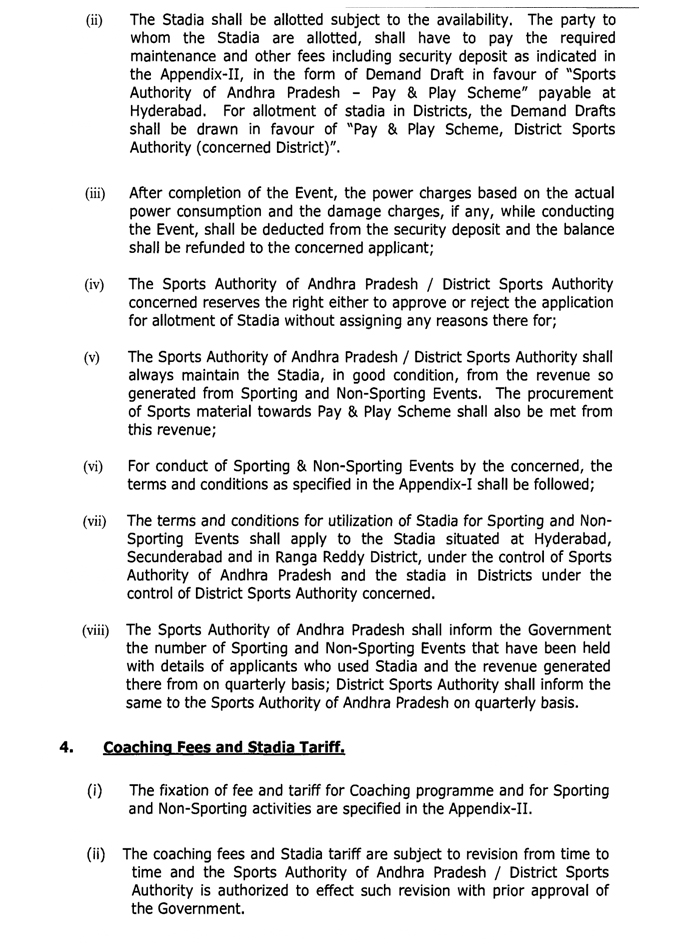 (ii) The Stadia shall be allotted subject to the availability. The party to
whom the Stadia are allotted, shall have to pay the required
maintenance and other fees including security deposit as indicated in
the Appendix-II, in the form of Demand Draft in favour of "Sports
Authority of Andhra Pradesh – Pay & Play Scheme" payable at
Hyderabad. For allotment of stadia in Districts, the Demand Drafts
shall be drawn in favour of "Pay & Play Scheme, District Sports
Authority (concerned District)".
(iii) After completion of the Event, the power charges based on the actual
power consumption and the damage charges, if any, while conducting
the Event, shall be deducted from the security deposit and the balance
shall be refunded to the concerned applicant;
(iv) The Sports Authority of Andhra Pradesh / District Sports Authority
concerned reserves the right either to approve or reject the application
for allotment of Stadia without assigning any reasons there for;
(v) The Sports Authority of Andhra Pradesh / District Sports Authority shall
always maintain the Stadia, in good condition, from the revenue so
generated from Sporting and Non-Sporting Events. The procurement
of Sports material towards Pay & Play Scheme shall also be met from
this revenue;
(vi) For conduct of Sporting & Non-Sporting Events by the concerned, the
terms and conditions as specified in the Appendix-I shall be followed;
(vii) The terms and conditions for utilization of Stadia for Sporting and Non-
Sporting Events shall apply to the Stadia situated at Hyderabad,
Secunderabad and in Ranga Reddy District, under the control of Sports
Authority of Andhra Pradesh and the stadia in Districts under the
control of District Sports Authority concerned.
(viii) The Sports Authority of Andhra Pradesh shall inform the Government
the number of Sporting and Non-Sporting Events that have been held
with details of applicants who used Stadia and the revenue generated
there from on quarterly basis; District Sports Authority shall inform the
same to the Sports Authority of Andhra Pradesh on quarterly basis.
4. Coaching Fees and Stadia Tariff.
(i) The fixation of fee and tariff for Coaching programme and for Sporting
and Non-Sporting activities are specified in the Appendix-II.
(ii) The coaching fees and Stadia tariff are subject to revision from time to
time and the Sports Authority of Andhra Pradesh / District Sports
Authority is authorized to effect such revision with prior approval of
the Government.